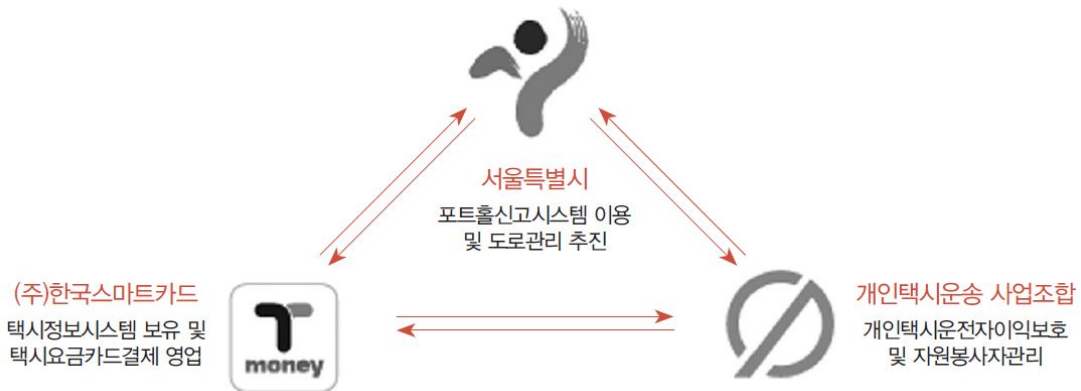 서울특별시
포트홀신고시스템 이용
및 도로관리 추진
(주)한국스마트카드
택시정보시스템 보유 및
택시요금카드결제 영업
T
money
개인택시운송 사업조합
개인택시운전자이익보호
및 자원봉사자관리